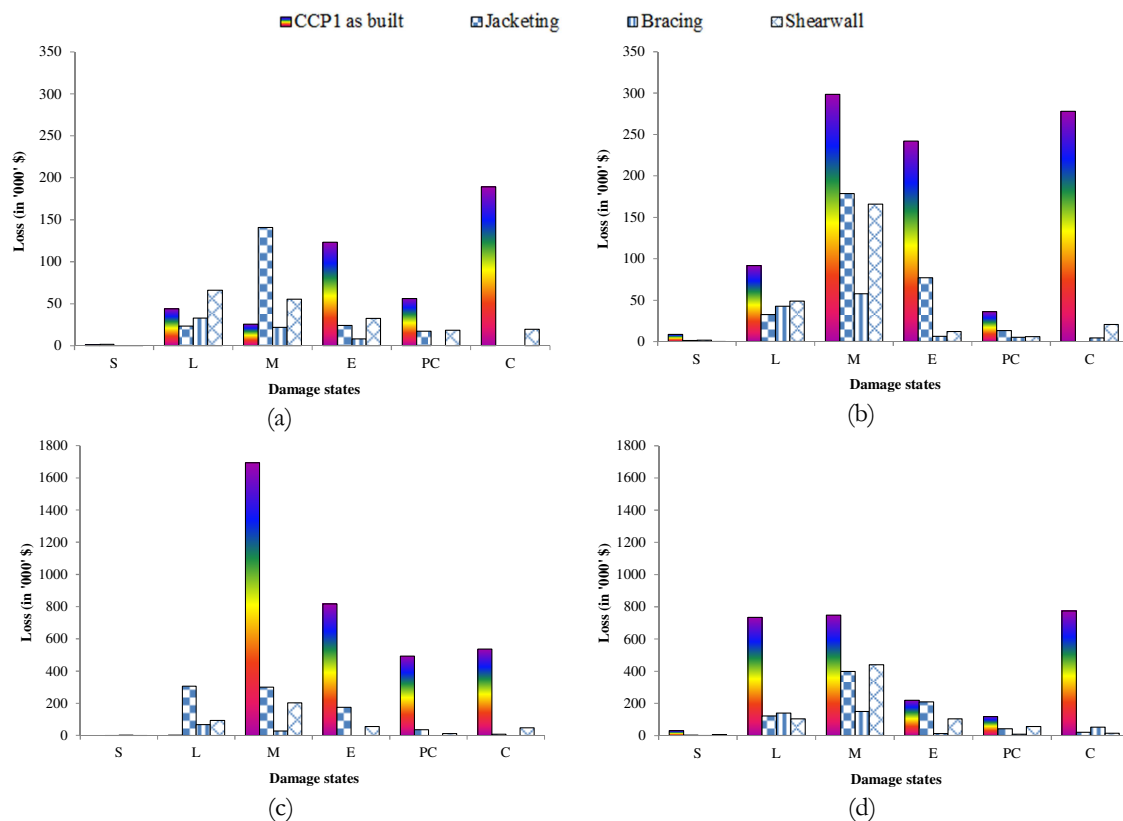 CCP1 as built Jacketing Bracing Shearwall
350
300
250
200
150
100
50
0
Loss (in '000' $)
S L M E PC C
Damage states
(a)
350
300
250
200
150
100
50
0
Loss (in '000' $)
S L M E PC C
Damage states
(b)
1800
1600
1400
1200
1000
800
600
400
200
0
Loss (in '000' $)
S L M E PC C
Damage states
(c)
1800
1600
1400
1200
1000
800
600
400
200
0
Loss (in '000' $)
S L M E PC C
Damage states
(d)